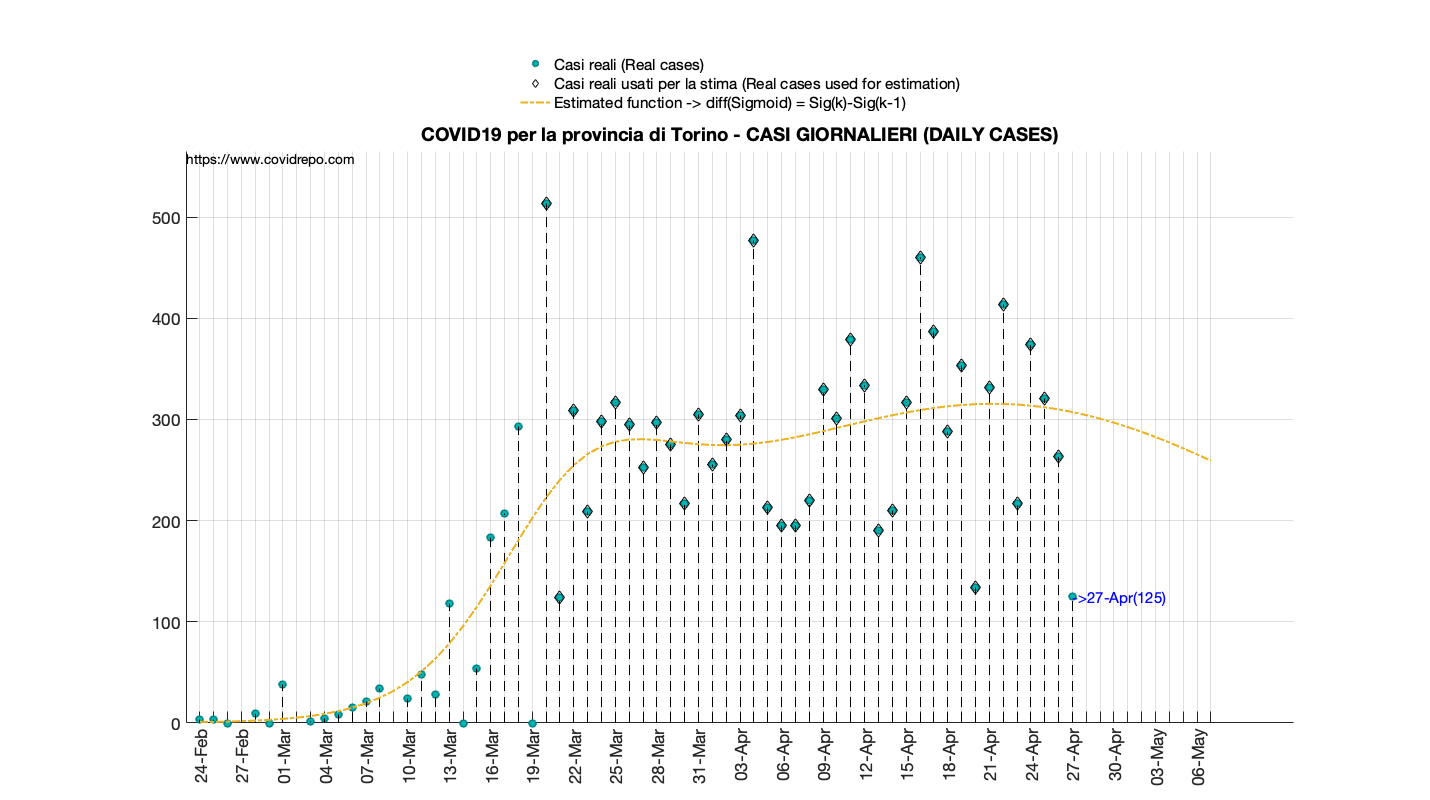 Casi reali (Real cases)
Casi reali usati per la stima (Real cases used for estimation)
Estimated function -> diff(Sigmoid) = Sig(k)-Sig(k-1)
COVID19 per la provincia di Torino - CASI GIORNALIERI (DAILY CASES)
https://www.covidrepo.com
500
400
300
200
100
0
->27-Apr(125)
24-Feb
27-Feb
01-Mar
04-Mar
07-Mar
10-Mar
13-Mar
16-Mar
19-Mar
22-Mar
25-Mar
28-Mar
31-Mar
03-Apr
06-Apr
09-Apr
12-Apr
15-Apr
18-Apr
21-Apr
24-Apr
27-Apr
30-Apr
03-May
06-May